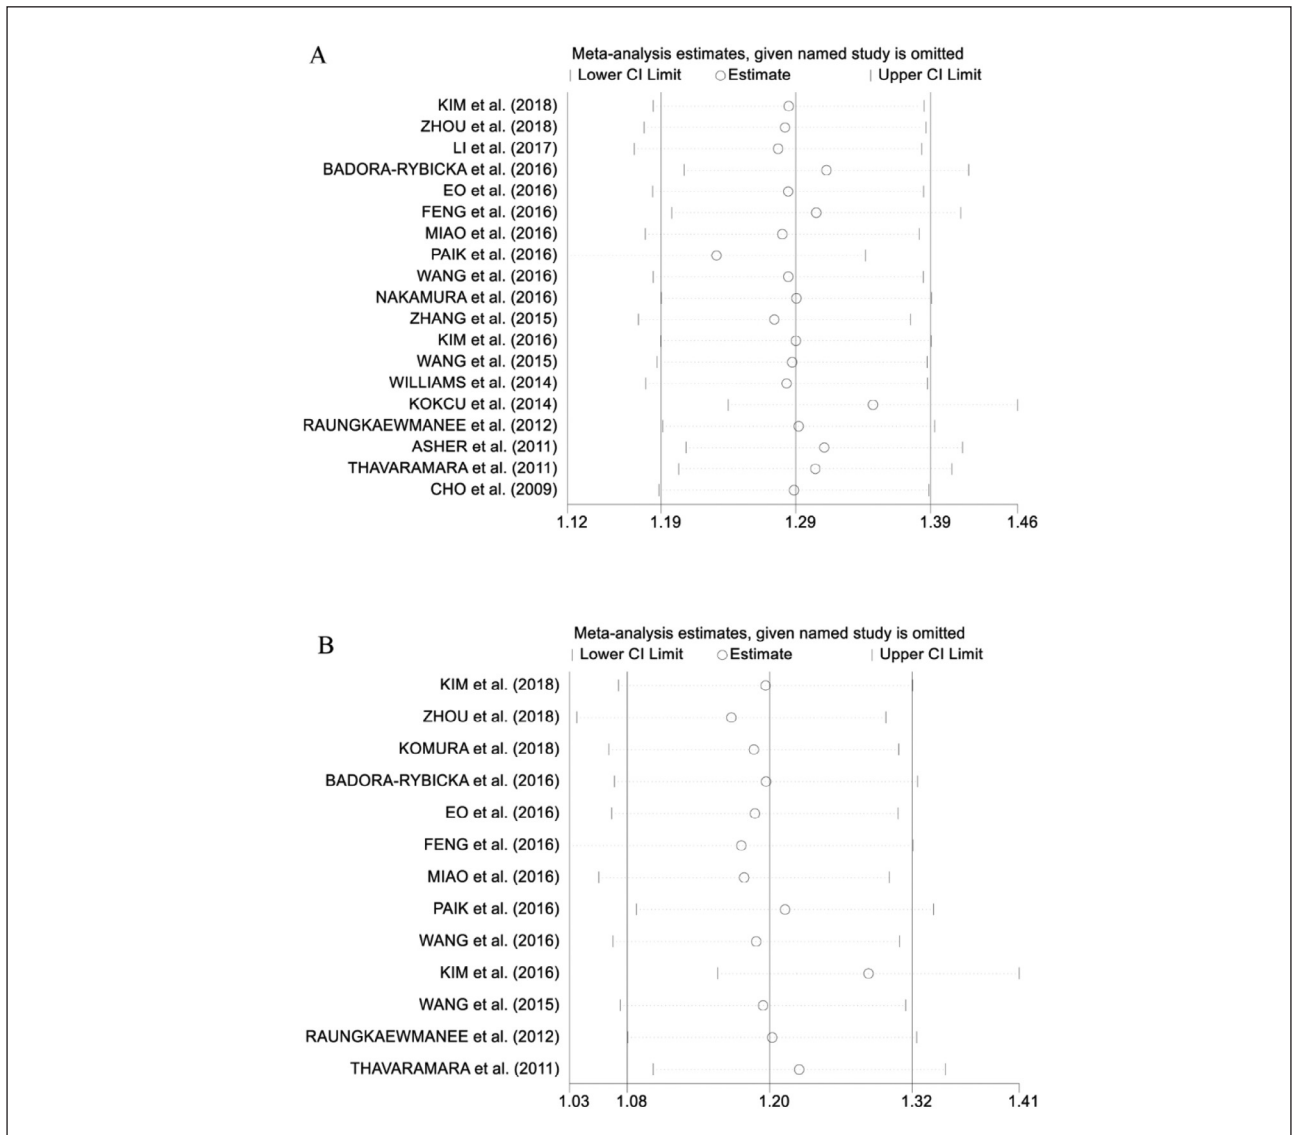 A
Meta-analysis estimates, given named study is omitted
Lower CI Limit Estimate Upper CI Limit
KIM et al. (2018)
ZHOU et al. (2018)
LI et al. (2017)
BADORA-RYBICKA et al. (2016)
EO et al. (2016)
FENG et al. (2016)
MIAO et al. (2016)
PAIK et al. (2016)
WANG et al. (2016)
NAKAMURA et al. (2016)
ZHANG et al. (2015)
KIM et al. (2016)
WANG et al. (2015)
WILLIAMS et al. (2014)
KOKCU et al. (2014)
RAUNGKAEWMANEE et al. (2012)
ASHER et al. (2011)
THAVARAMARA et al. (2011)
CHO et al. (2009)
1.12 1.19 1.29 1.39 1.46
B
Meta-analysis estimates, given named study is omitted
Lower CI Limit Estimate Upper CI Limit
KIM et al. (2018)
ZHOU et al. (2018)
KOMURA et al. (2018)
BADORA-RYBICKA et al. (2016)
EO et al. (2016)
FENG et al. (2016)
MIAO et al. (2016)
PAIK et al. (2016)
WANG et al. (2016)
KIM et al. (2016)
WANG et al. (2015)
RAUNGKAEWMANEE et al. (2012)
THAVARAMARA et al. (2011)
1.03 1.08 1.20 1.32 1.41